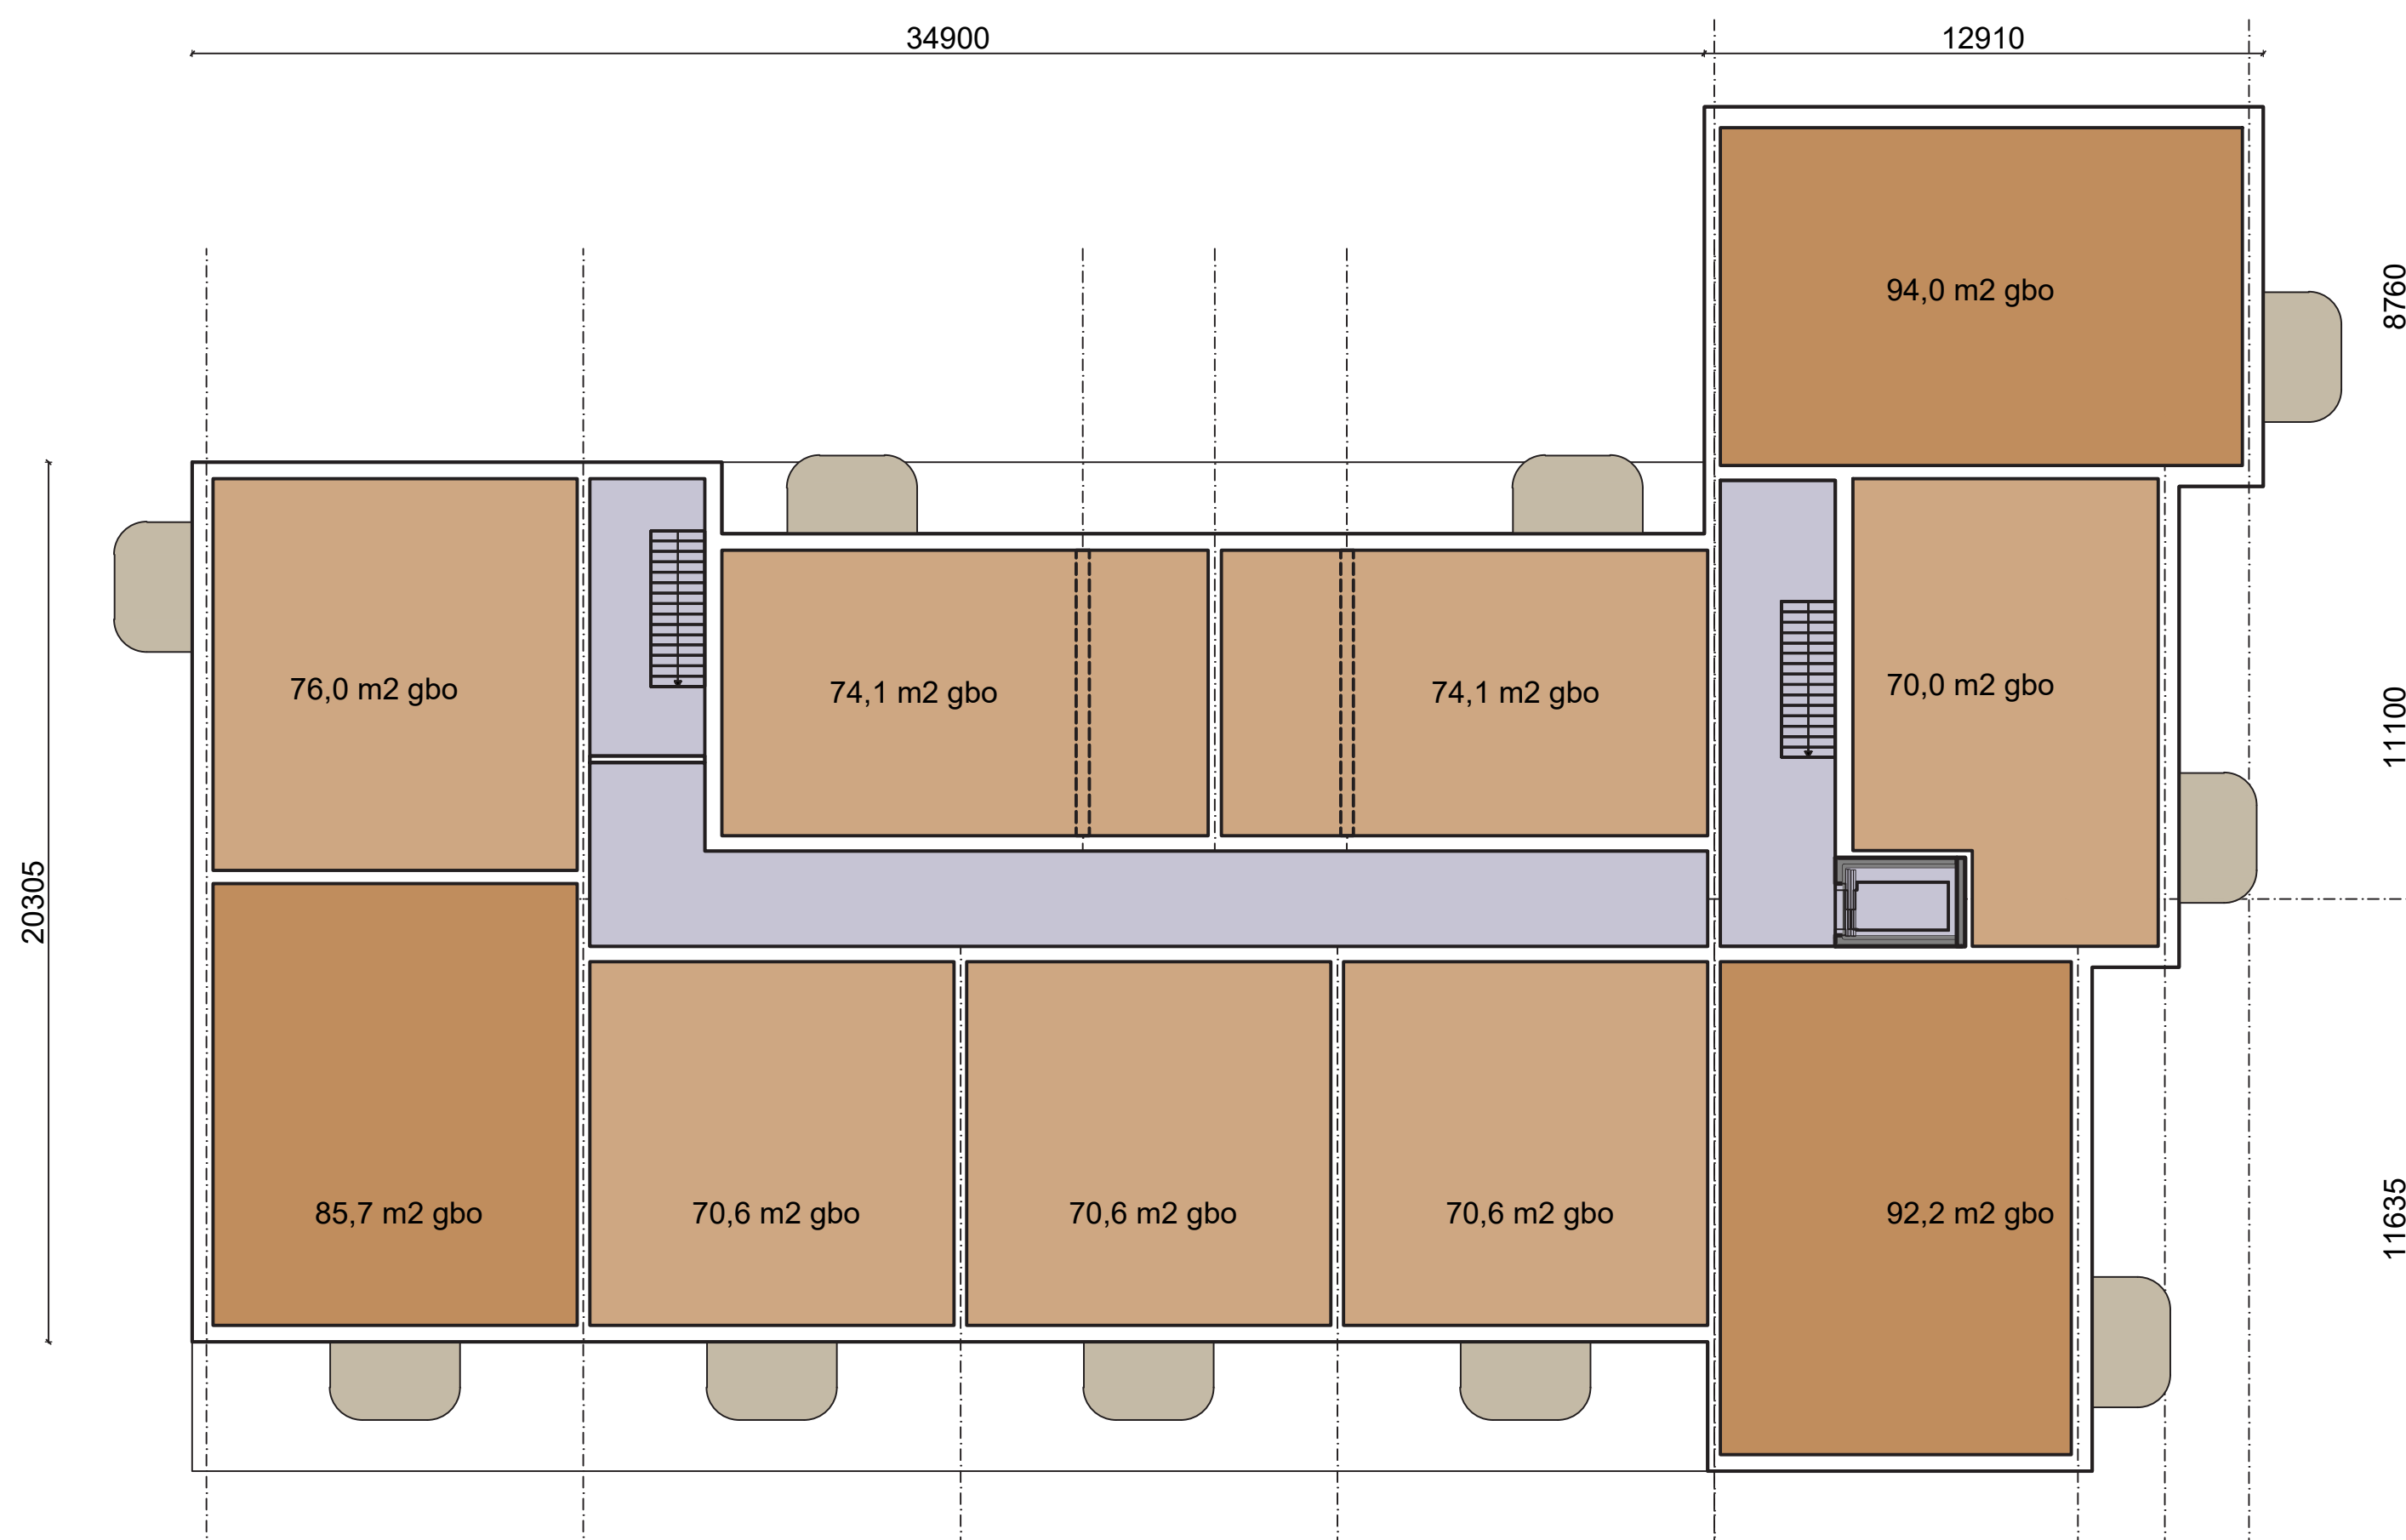 34900
12910
94,0 m2 gbo
8760
76,0 m2 gbo
74,1 m2 gbo
74,1 m2 gbo
70,0 m2 gbo
11100
20305
85,7 m2 gbo
70,6 m2 gbo
70,6 m2 gbo
70,6 m2 gbo
92,2 m2 gbo
11635